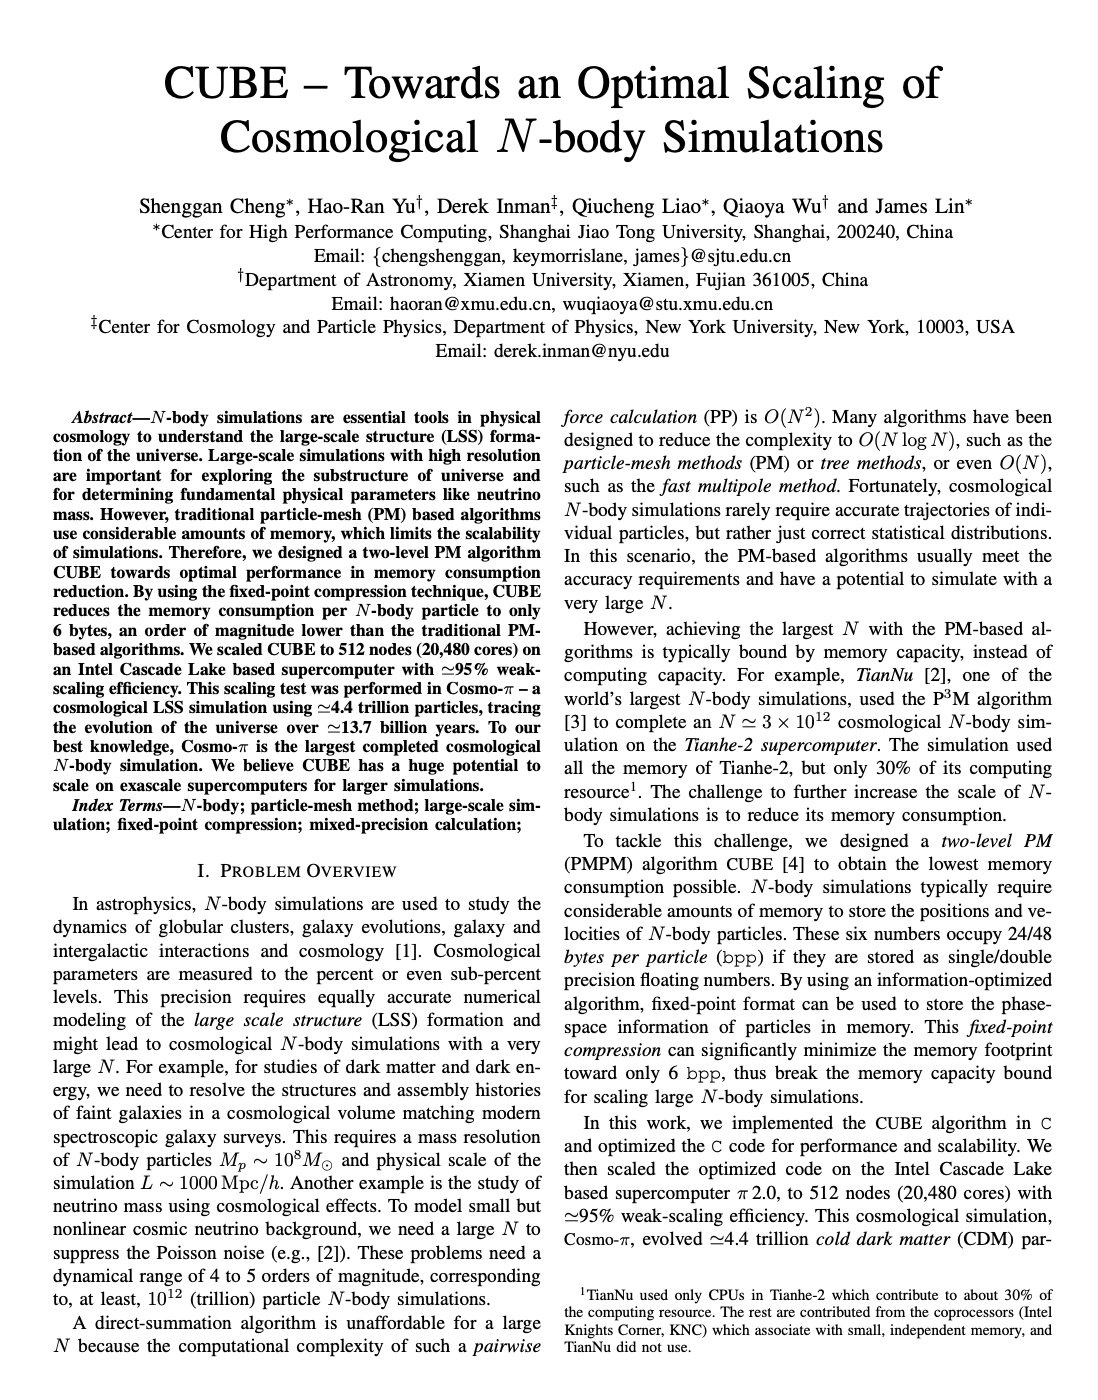 CUBE – Towards an Optimal Scaling of
Cosmological N-body Simulations
Shenggan Cheng*, Hao-Ran Yu†, Derek Inman‡, Qiucheng Liao*, Qiaoya Wu† and James Lin*
*Center for High Performance Computing, Shanghai Jiao Tong University, Shanghai, 200240, China
Email: {chengshenggan, keymorrislane, james}@sjtu.edu.cn
†Department of Astronomy, Xiamen University, Xiamen, Fujian 361005, China
Email: haoran@xmu.edu.cn, wuqiaoya@stu.xmu.edu.cn
‡Center for Cosmology and Particle Physics, Department of Physics, New York University, New York, 10003, USA
Email: derek.inman@nyu.edu
Abstract—N-body simulations are essential tools in physical
cosmology to understand the large-scale structure (LSS) forma-
tion of the universe. Large-scale simulations with high resolution
are important for exploring the substructure of universe and
for determining fundamental physical parameters like neutrino
mass. However, traditional particle-mesh (PM) based algorithms
use considerable amounts of memory, which limits the scalability
of simulations. Therefore, we designed a two-level PM algorithm
CUBE towards optimal performance in memory consumption
reduction. By using the fixed-point compression technique, CUBE
reduces the memory consumption per N-body particle to only
6 bytes, an order of magnitude lower than the traditional PM-
based algorithms. We scaled CUBE to 512 nodes (20,480 cores) on
an Intel Cascade Lake based supercomputer with ≃95% weak-
scaling efficiency. This scaling test was performed in Cosmo-π – a
cosmological LSS simulation using ≃4.4 trillion particles, tracing
the evolution of the universe over ≃13.7 billion years. To our
best knowledge, Cosmo-π is the largest completed cosmological
N-body simulation. We believe CUBE has a huge potential to
scale on exascale supercomputers for larger simulations.
Index Terms—N-body; particle-mesh method; large-scale sim-
ulation; fixed-point compression; mixed-precision calculation;
I. PROBLEM OVERVIEW
In astrophysics, N-body simulations are used to study the
dynamics of globular clusters, galaxy evolutions, galaxy and
intergalactic interactions and cosmology [1]. Cosmological
parameters are measured to the percent or even sub-percent
levels. This precision requires equally accurate numerical
modeling of the large scale structure (LSS) formation and
might lead to cosmological N-body simulations with a very
large N. For example, for studies of dark matter and dark en-
ergy, we need to resolve the structures and assembly histories
of faint galaxies in a cosmological volume matching modern
spectroscopic galaxy surveys. This requires a mass resolution
of N-body particles Mₚ ∼ 10⁸M⊙ and physical scale of the
simulation L ∼ 1000 Mpc/h. Another example is the study of
neutrino mass using cosmological effects. To model small but
nonlinear cosmic neutrino background, we need a large N to
suppress the Poisson noise (e.g., [2]). These problems need a
dynamical range of 4 to 5 orders of magnitude, corresponding
to, at least, 10¹² (trillion) particle N-body simulations.
A direct-summation algorithm is unaffordable for a large
N because the computational complexity of such a pairwise
force calculation (PP) is O(N²). Many algorithms have been
designed to reduce the complexity to O(N log N), such as the
particle-mesh methods (PM) or tree methods, or even O(N),
such as the fast multipole method. Fortunately, cosmological
N-body simulations rarely require accurate trajectories of indi-
vidual particles, but rather just correct statistical distributions.
In this scenario, the PM-based algorithms usually meet the
accuracy requirements and have a potential to simulate with a
very large N.
However, achieving the largest N with the PM-based al-
gorithms is typically bound by memory capacity, instead of
computing capacity. For example, TianNu [2], one of the
world's largest N-body simulations, used the P³M algorithm
[3] to complete an N ≃ 3 × 10¹² cosmological N-body sim-
ulation on the Tianhe-2 supercomputer. The simulation used
all the memory of Tianhe-2, but only 30% of its computing
resource¹. The challenge to further increase the scale of N-
body simulations is to reduce its memory consumption.
To tackle this challenge, we designed a two-level PM
(PMPM) algorithm CUBE [4] to obtain the lowest memory
consumption possible. N-body simulations typically require
considerable amounts of memory to store the positions and ve-
locities of N-body particles. These six numbers occupy 24/48
bytes per particle (bpp) if they are stored as single/double
precision floating numbers. By using an information-optimized
algorithm, fixed-point format can be used to store the phase-
space information of particles in memory. This fixed-point
compression can significantly minimize the memory footprint
toward only 6 bpp, thus break the memory capacity bound
for scaling large N-body simulations.
In this work, we implemented the CUBE algorithm in C
and optimized the C code for performance and scalability. We
then scaled the optimized code on the Intel Cascade Lake
based supercomputer π 2.0, to 512 nodes (20,480 cores) with
≃95% weak-scaling efficiency. This cosmological simulation,
Cosmo-π, evolved ≃4.4 trillion cold dark matter (CDM) par-
¹TianNu used only CPUs in Tianhe-2 which contribute to about 30% of
the computing resource. The rest are contributed from the coprocessors (Intel
Knights Corner, KNC) which associate with small, independent memory, and
TianNu did not use.